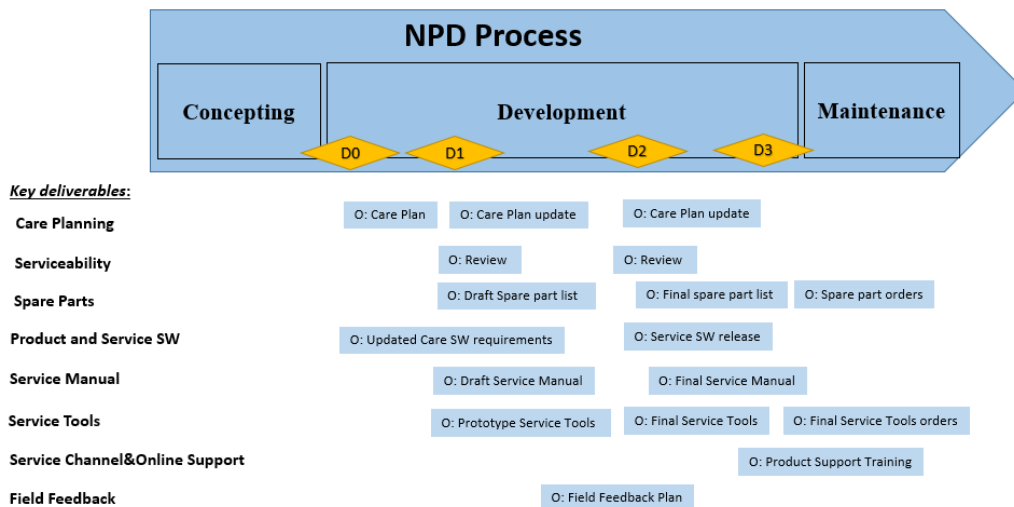 NPD Process
Concepting
Development
Maintenance
D0
D1
D2
D3
Key deliverables:
Care Planning
O: Care Plan
O: Care Plan update
O: Care Plan update
Serviceability
O: Review
O: Review
Spare Parts
O: Draft Spare part list
O: Final spare part list
O: Spare part orders
Product and Service SW
O: Updated Care SW requirements
O: Service SW release
Service Manual
O: Draft Service Manual
O: Final Service Manual
Service Tools
O: Prototype Service Tools
O: Final Service Tools
O: Final Service Tools orders
Service Channel&Online Support
O: Product Support Training
Field Feedback
O: Field Feedback Plan